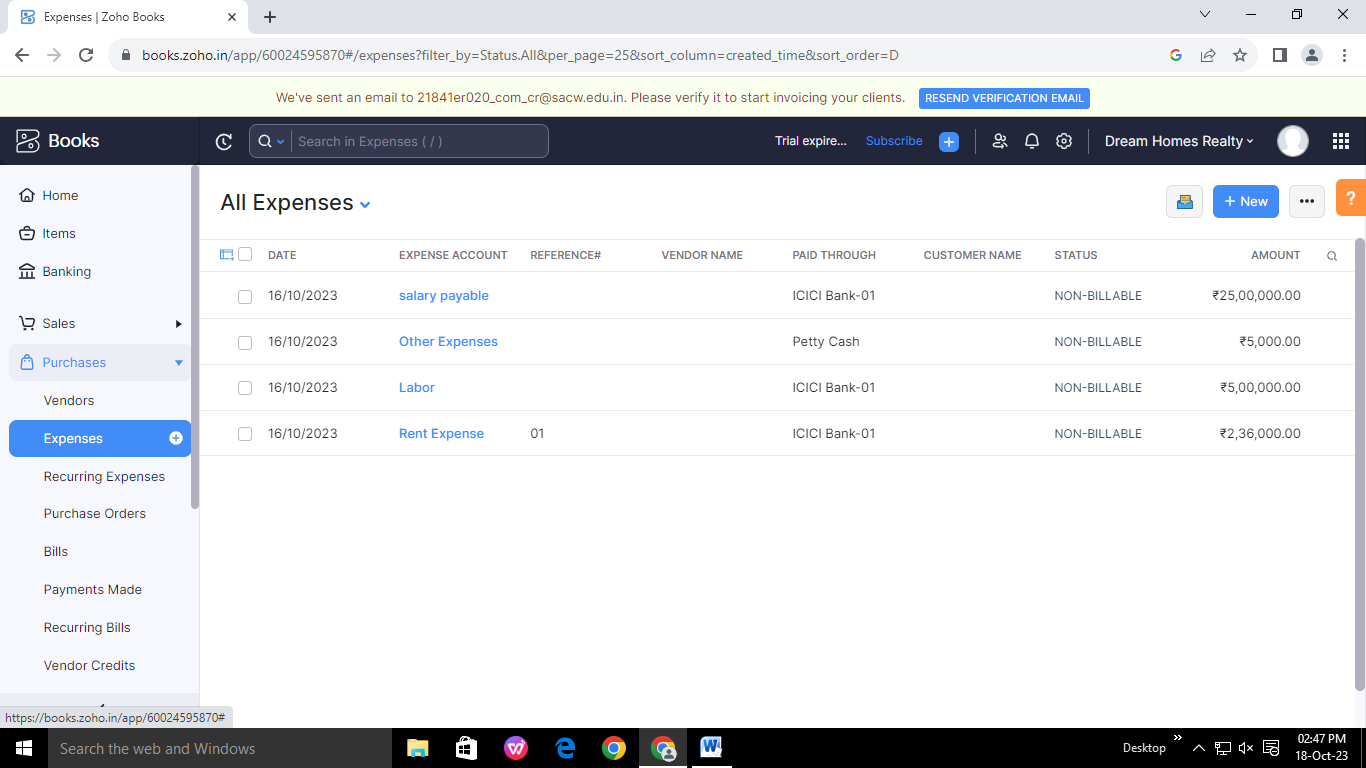 Expenses | Zoho Books
books.zoho.in/app/60024595870#/expenses?filter_by=Status.All&per_page=25&sort_column=created_time&sort_order=D
We've sent an email to 21841er020_com_cr@sacw.edu.in. Please verify it to start invoicing your clients. RESEND VERIFICATION EMAIL
Books
Search in Expenses ( / )
Trial expire... Subscribe
Dream Homes Realty
Home
Items
Banking
Sales
Purchases
Vendors
Expenses
Recurring Expenses
Purchase Orders
Bills
Payments Made
Recurring Bills
Vendor Credits
All Expenses
+ New
?
DATE EXPENSE ACCOUNT REFERENCE# VENDOR NAME PAID THROUGH CUSTOMER NAME STATUS AMOUNT
16/10/2023 salary payable ICICI Bank-01 NON-BILLABLE ₹25,00,000.00
16/10/2023 Other Expenses Petty Cash NON-BILLABLE ₹5,000.00
16/10/2023 Labor ICICI Bank-01 NON-BILLABLE ₹5,00,000.00
16/10/2023 Rent Expense 01 ICICI Bank-01 NON-BILLABLE ₹2,36,000.00
https://books.zoho.in/app/60024595870#
Search the web and Windows
Desktop
02:47 PM
18-Oct-23